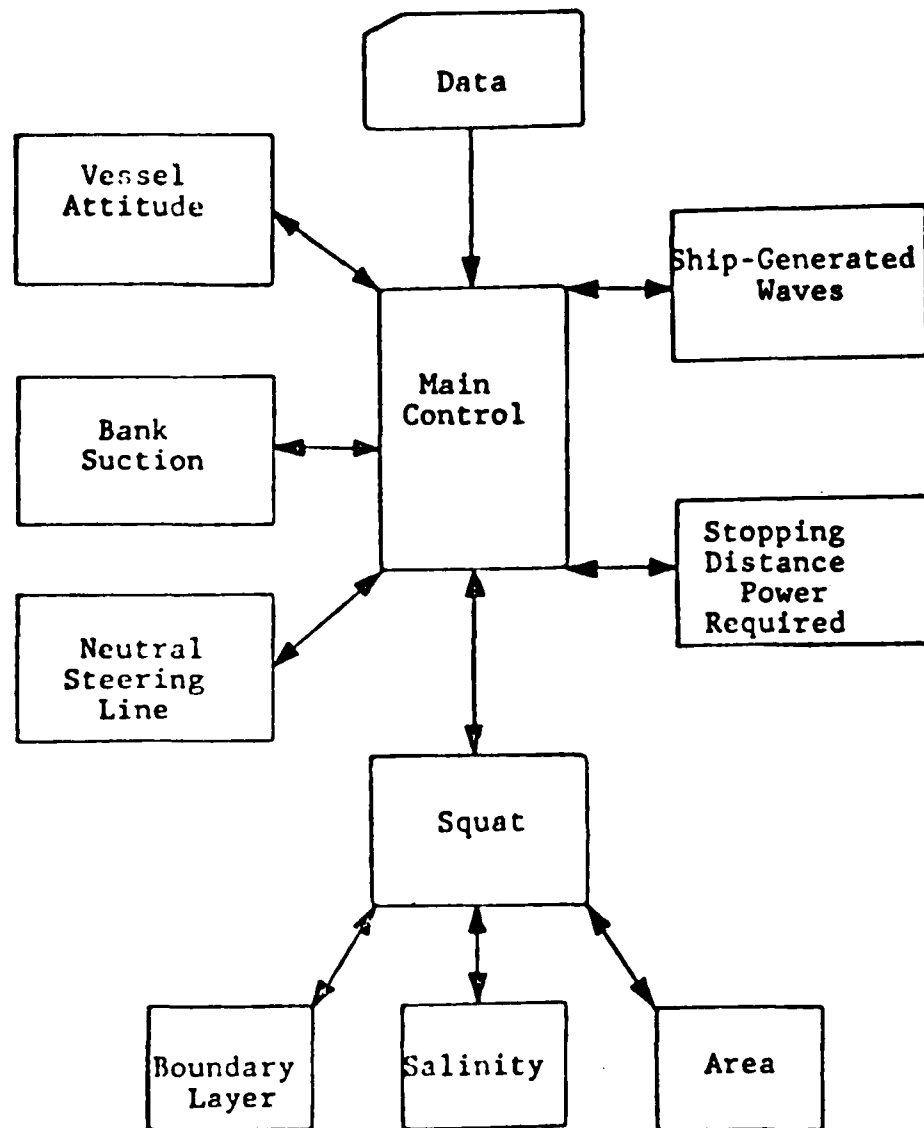 Data
Vessel
Attitude
Ship-Generated
Waves
Main
Control
Bank
Suction
Stopping
Distance
Power
Required
Neutral
Steering
Line
Squat
Boundary
Layer
Salinity
Area